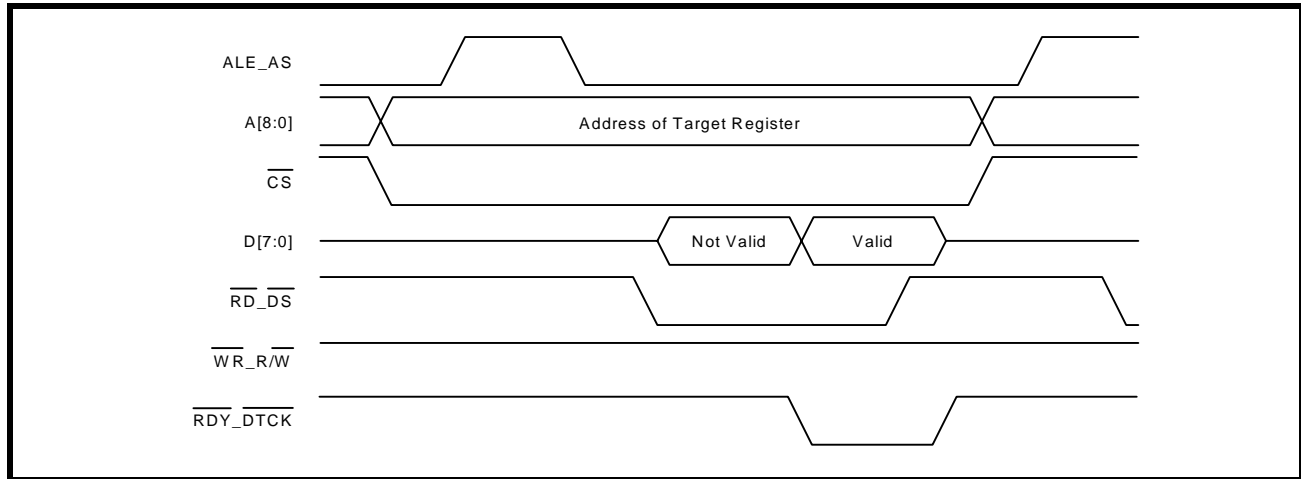 ALE_AS
A[8:0]
Address of Target Register
CS
D[7:0]
Not Valid
Valid
RD_DS
WR_R/W
RDY_DTCK